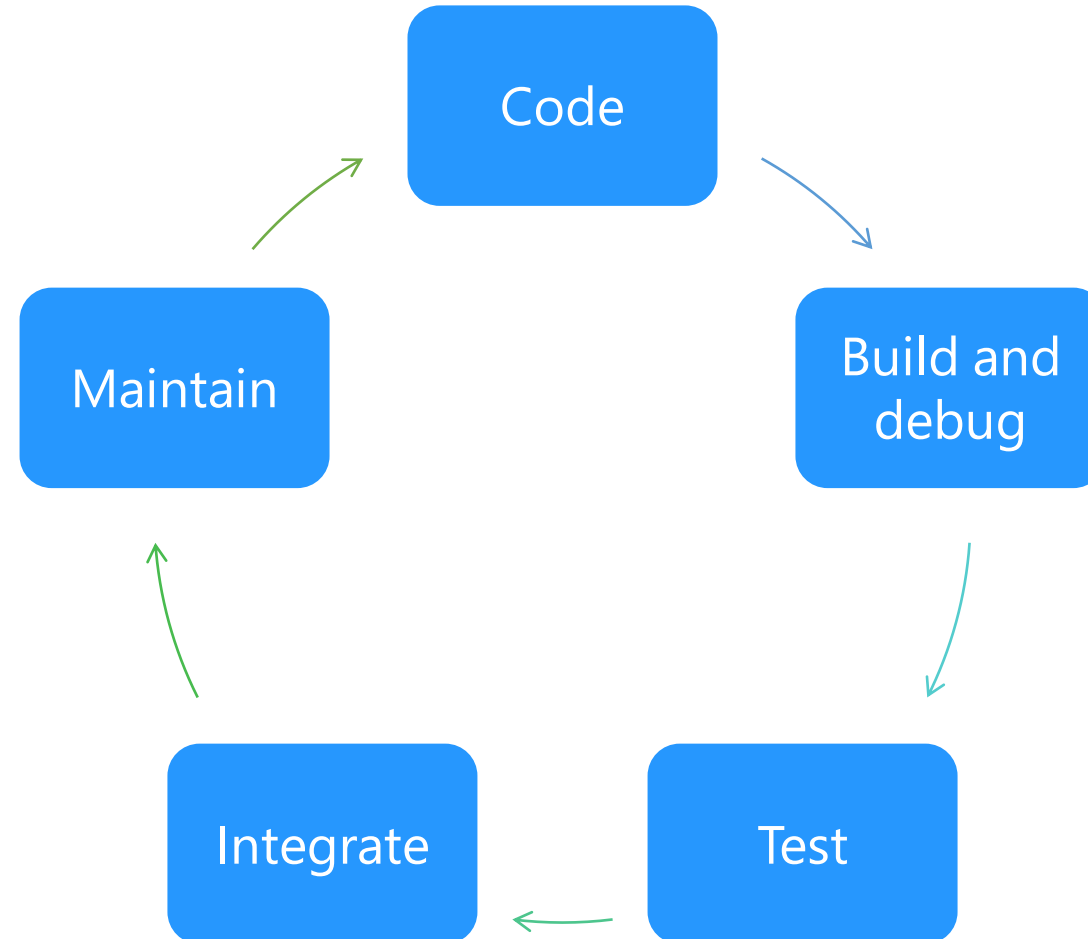 Code
Build and
debug
Test
Integrate
Maintain